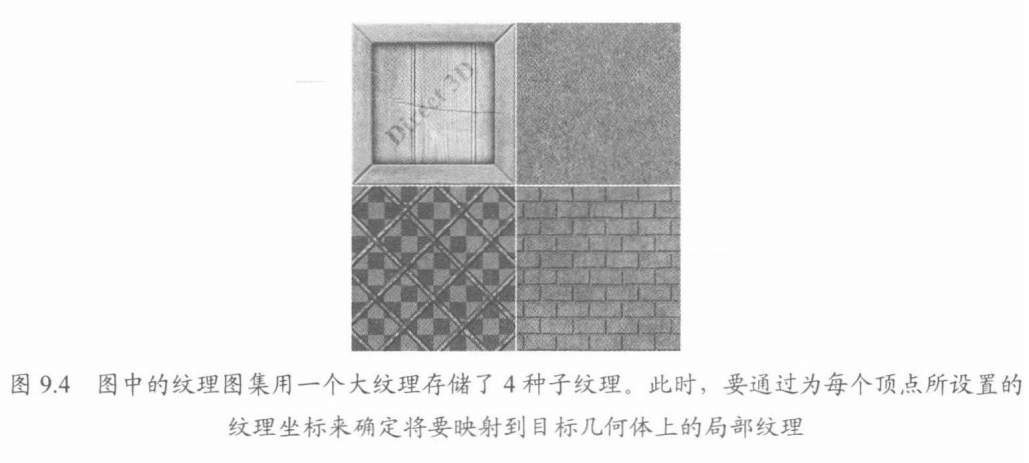 Direct 3D
图 9.4 图中的纹理图集用一个大纹理存储了 4 种子纹理。此时，要通过为每个顶点所设置的
纹理坐标来确定将要映射到目标几何体上的局部纹理